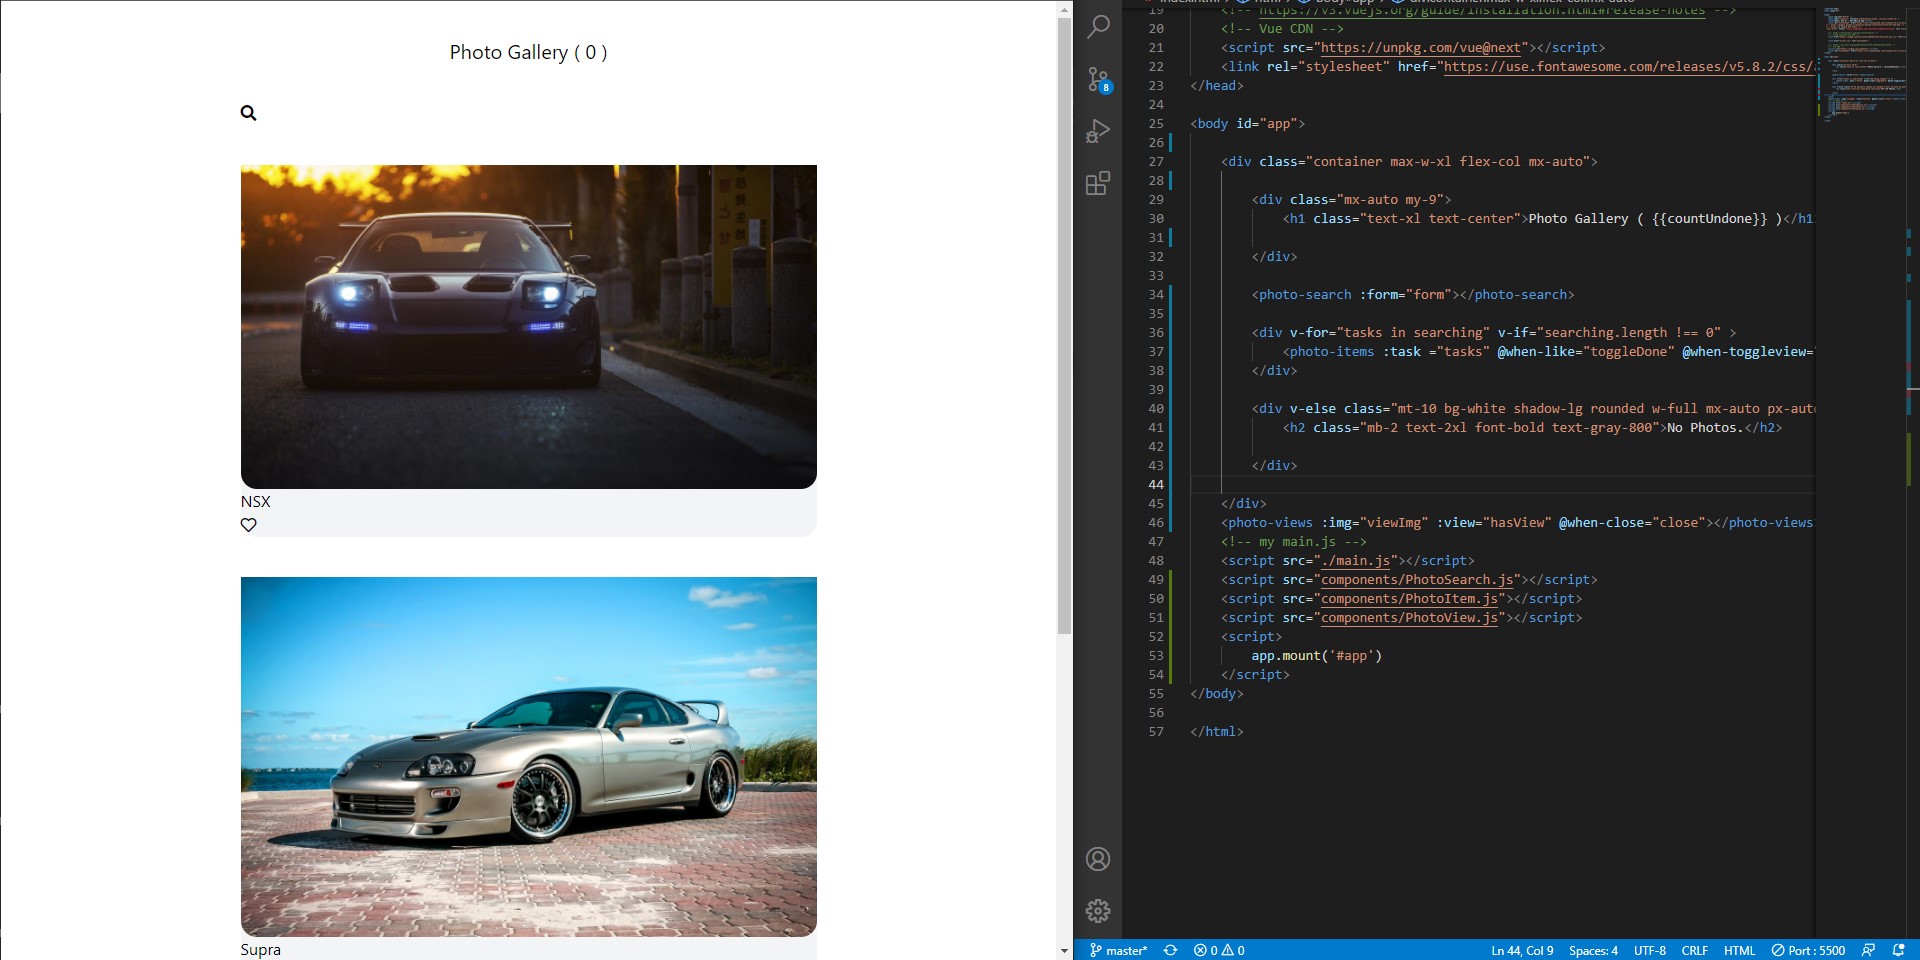 Photo Gallery ( 0 )
NSX
Supra
19 <!-- https://v3.vuejs.org/guide/installation.html#release-notes -->
20 <!-- Vue CDN -->
21 <script src="https://unpkg.com/vue@next"></script>
22 <link rel="stylesheet" href="https://use.fontawesome.com/releases/v5.8.2/css/
23 </head>
24
25 <body id="app">
26
27 <div class="container max-w-xl flex-col mx-auto">
28
29 <div class="mx-auto my-9">
30 <h1 class="text-xl text-center">Photo Gallery ( {{countUndone}} )</h1
31
32 </div>
33
34 <photo-search :form="form"></photo-search>
35
36 <div v-for="tasks in searching" v-if="searching.length !== 0" >
37 <photo-items :task ="tasks" @when-like="toggleDone" @when-toggleview=
38 </div>
39
40 <div v-else class="mt-10 bg-white shadow-lg rounded w-full mx-auto px-aut
41 <h2 class="mb-2 text-2xl font-bold text-gray-800">No Photos.</h2>
42
43 </div>
44
45 </div>
46 <photo-views :img="viewImg" :view="hasView" @when-close="close"></photo-views
47 <!-- my main.js -->
48 <script src="./main.js"></script>
49 <script src="components/PhotoSearch.js"></script>
50 <script src="components/PhotoItem.js"></script>
51 <script src="components/PhotoView.js"></script>
52 <script>
53 app.mount('#app')
54 </script>
55 </body>
56
57 </html>
8
master* 0 0 Ln 44, Col 9 Spaces: 4 UTF-8 CRLF HTML Port : 5500